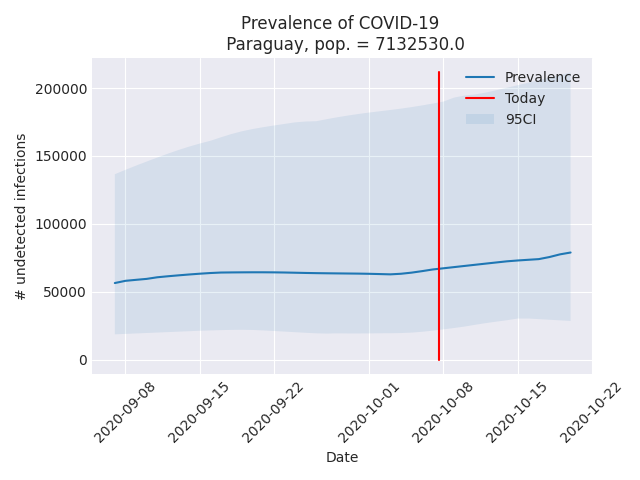 Prevalence of COVID-19
Paraguay, pop. = 7132530.0
Prevalence
Today
95CI
200000
150000
100000
50000
0
# undetected infections
2020-09-08
2020-09-15
2020-09-22
2020-10-01
2020-10-08
2020-10-15
2020-10-22
Date